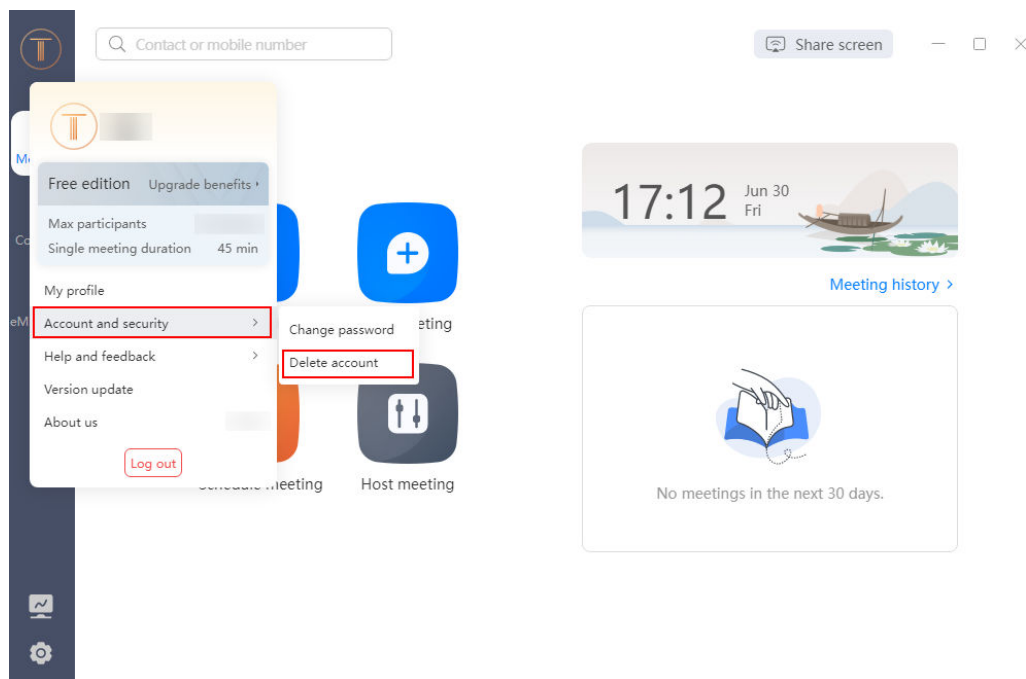 Contact or mobile number
Share screen
Free edition Upgrade benefits
Max participants
Single meeting duration 45 min
My profile
Account and security
Help and feedback
Version update
About us
Log out
Change password
Delete account
Host meeting
17:12 Jun 30
Fri
Meeting history
No meetings in the next 30 days.